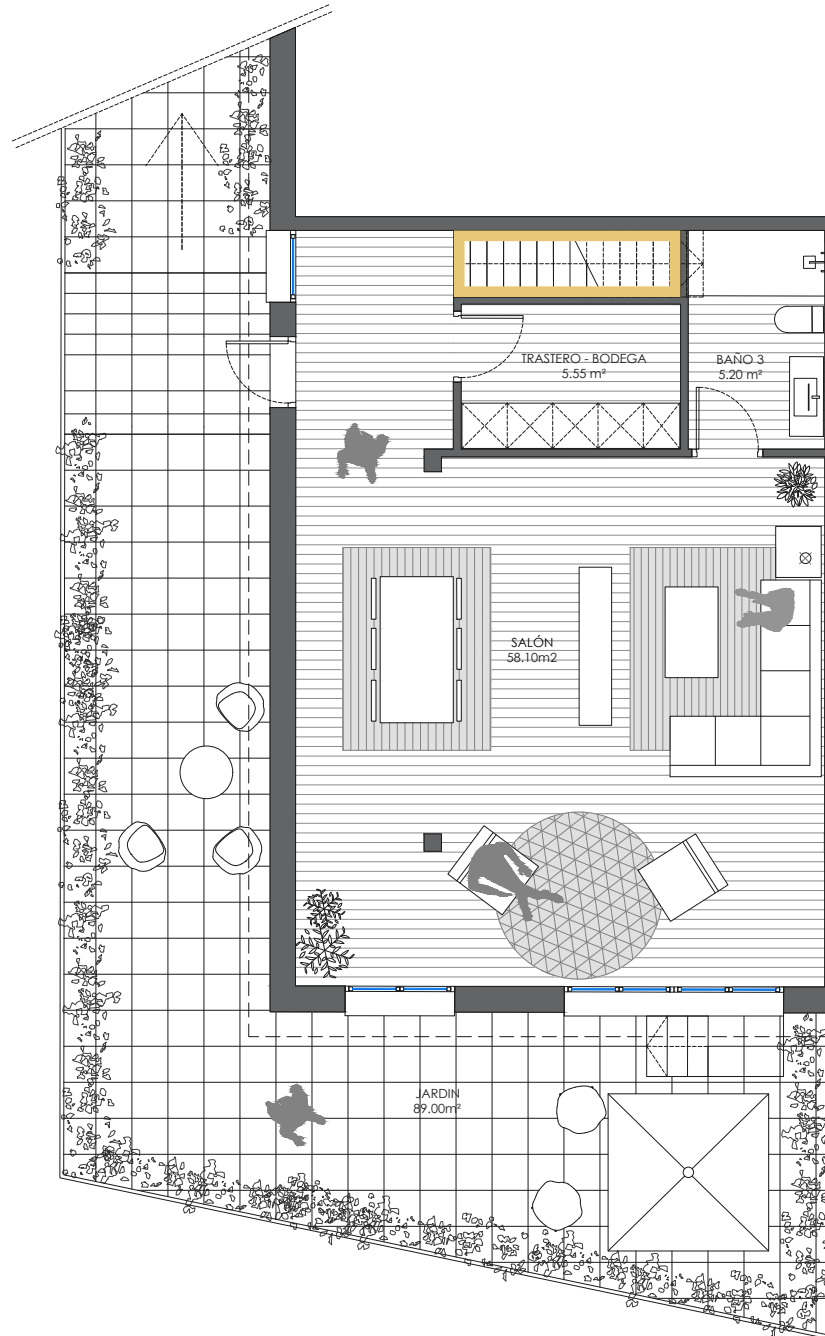 TRASTERO - BODEGA
5.55 m²
BAÑO 3
5.20 m²
SALÓN
58.10m2
JARDIN
89.00m²